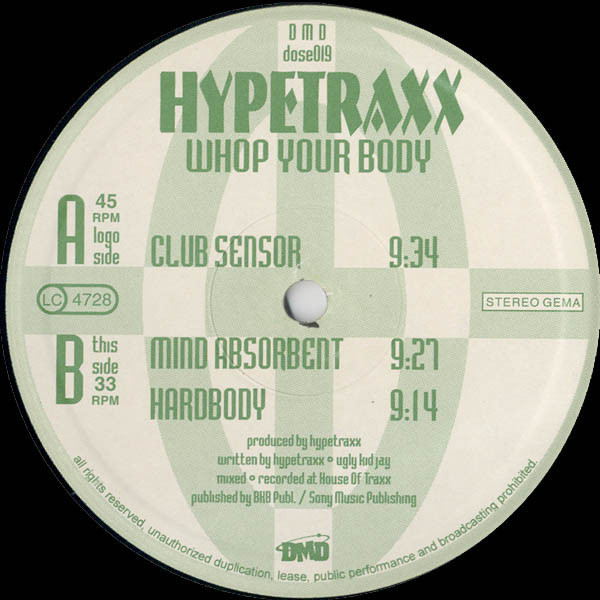 DMD
dose019
HYPETRAXX
WHOP YOUR BODY
A 45 RPM logo side
CLUB SENSOR 9:34
LC 4728
STEREO GEMA
B this side 33 RPM
MIND ABSORBENT 9:27
HARDBODY 9:14
produced by hypetraxx
written by hypetraxx • ugly kid jay
mixed • recorded at House Of Traxx
published by BKB Publ. / Sony Music Publishing
all rights reserved, unauthorized duplication, lease, public performance and broadcasting prohibited.
DMD